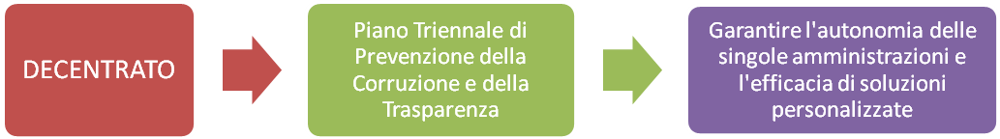 DECENTRATO
Piano Triennale di
Prevenzione della
Corruzione e della
Trasparenza
Garantire l'autonomia delle
singole amministrazioni e
l'efficacia di soluzioni
personalizzate